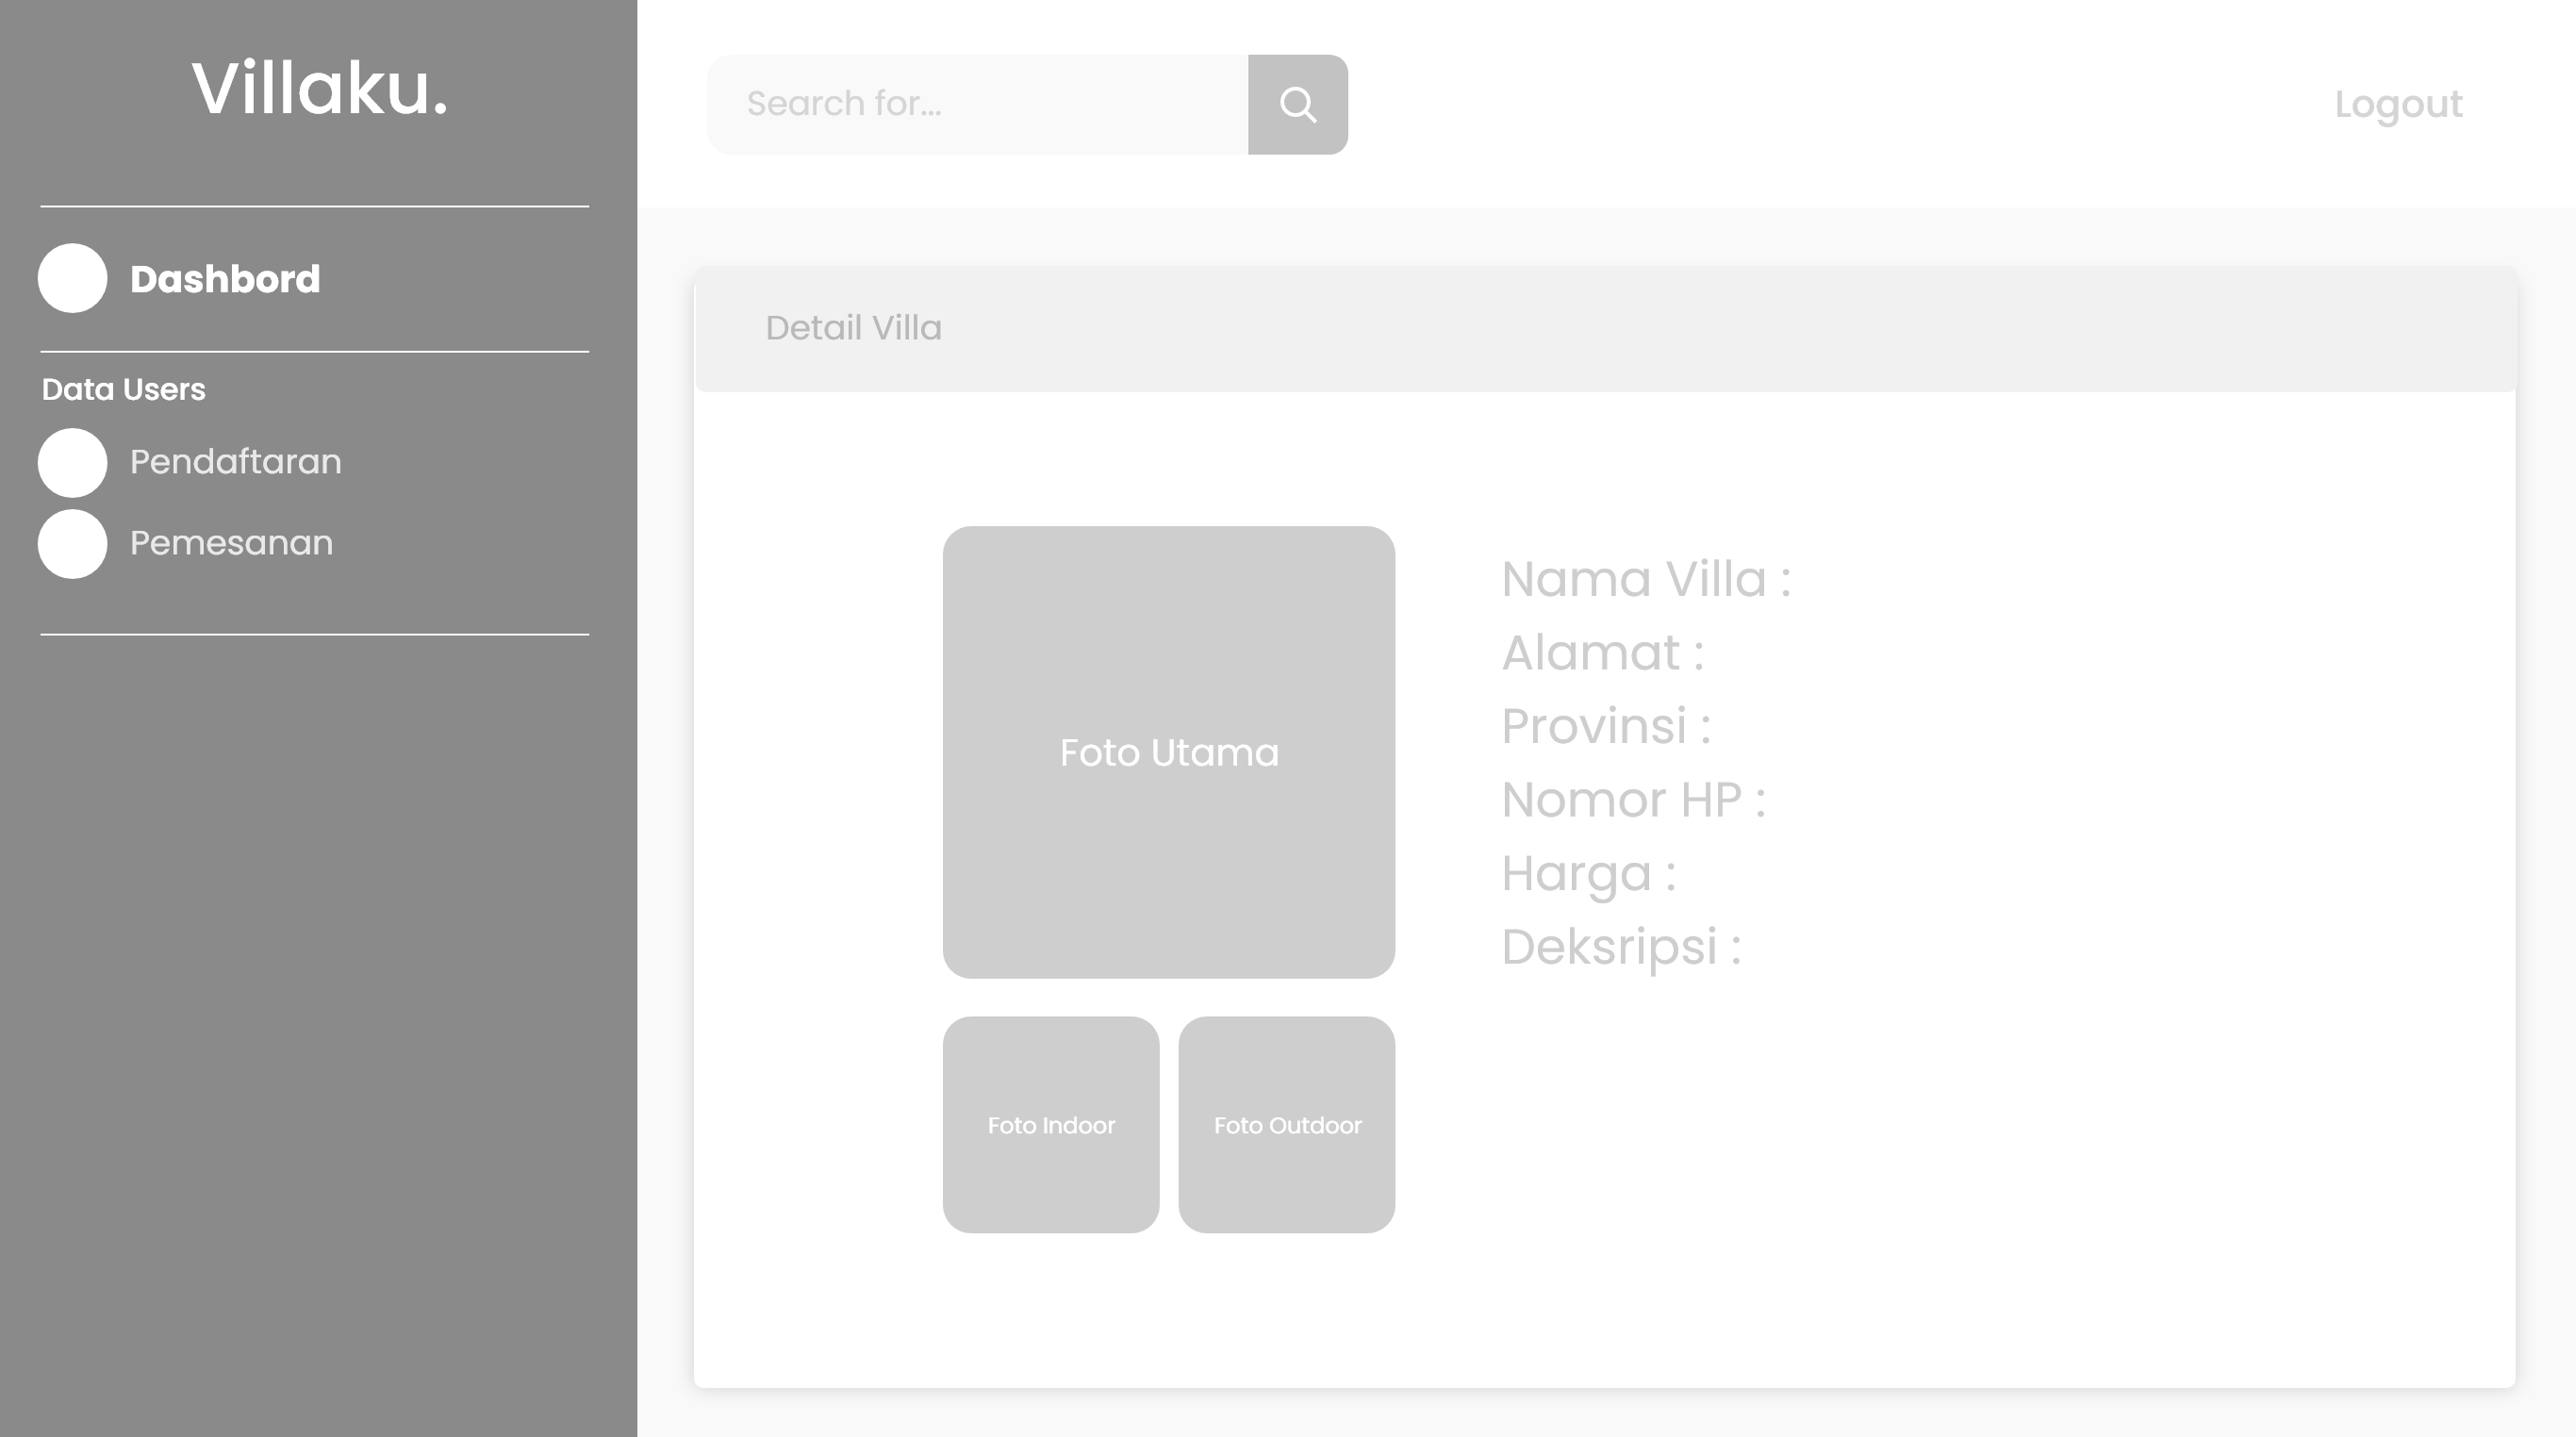 Villaku.
Search for...
Logout
Dashbord
Data Users
Pendaftaran
Pemesanan
Detail Villa
Foto Utama
Foto Indoor
Foto Outdoor
Nama Villa :
Alamat :
Provinsi :
Nomor HP :
Harga :
Deksripsi :